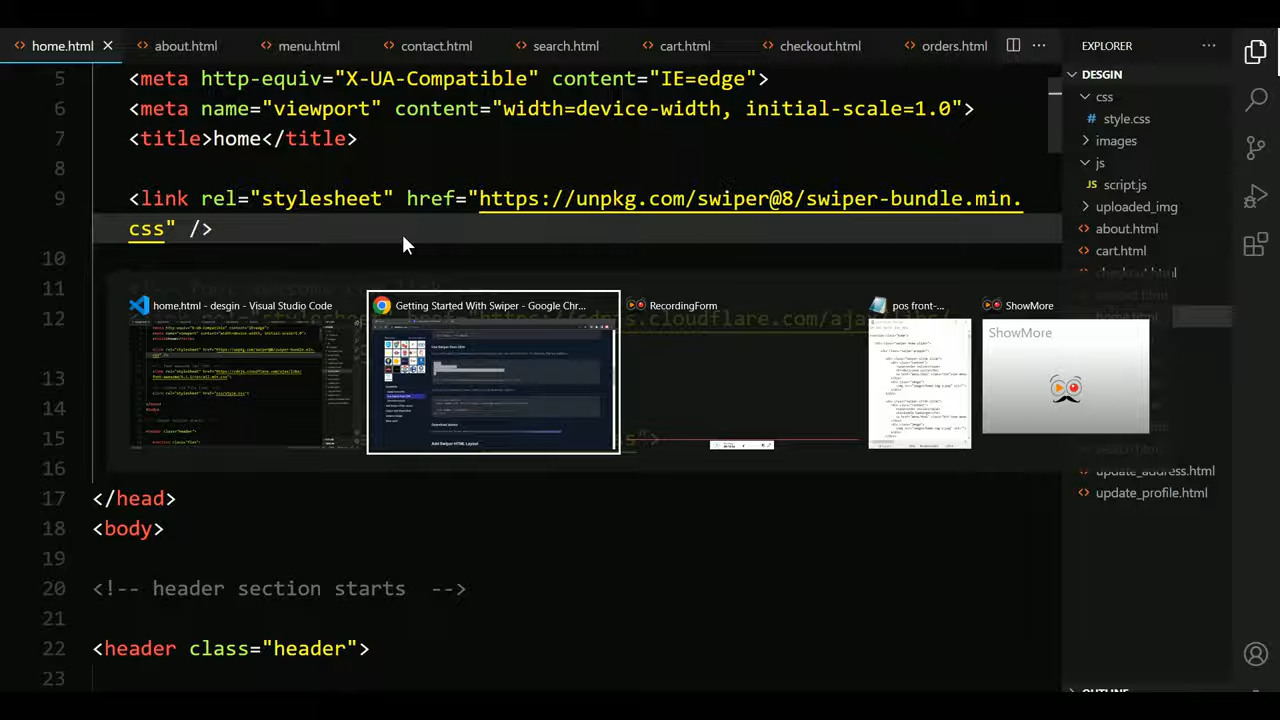 home.html
about.html
menu.html
contact.html
search.html
cart.html
checkout.html
orders.html
EXPLORER
DESGIN
css
style.css
images
js
script.js
uploaded_img
about.html
cart.html
checkout.html
home.html
update_address.html
update_profile.html
5 <meta http-equiv="X-UA-Compatible" content="IE=edge">
6 <meta name="viewport" content="width=device-width, initial-scale=1.0">
7 <title>home</title>
8
9 <link rel="stylesheet" href="https://unpkg.com/swiper@8/swiper-bundle.min.
css" />
10
11
12
13
14
15
16
17 </head>
18 <body>
19
20 <!-- header section starts -->
21
22 <header class="header">
23
home.html - desgin - Visual Studio Code
Getting Started With Swiper - Google Chr...
RecordingForm
pos front-...
ShowMore
ShowMore